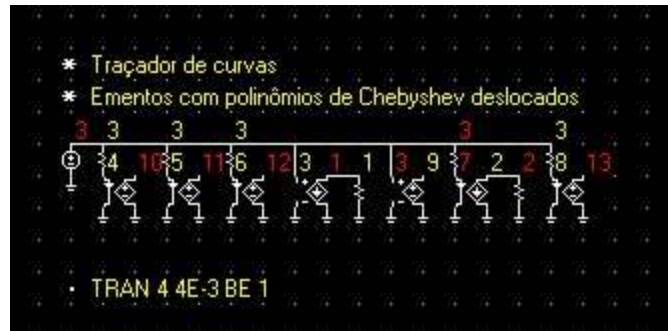 * Traçador de curvas
* Ementos com polinômios de Chebyshev deslocados
3 3 3 3 3 3
4 10 5 11 6 12 3 1 1 3 9 7 2 2 8 13
. TRAN 4 4E-3 BE 1